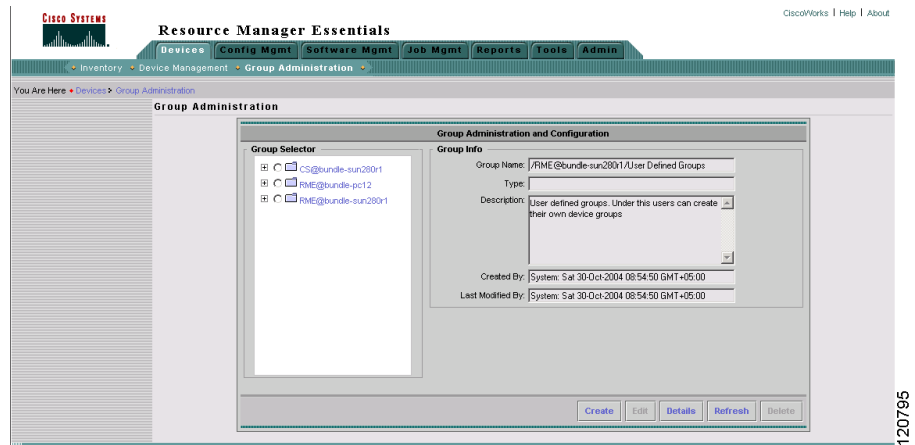 CiscoWorks | Help | About
CISCO SYSTEMS
Resource Manager Essentials
Devices Config Mgmt Software Mgmt Job Mgmt Reports Tools Admin
Inventory Device Management Group Administration
You Are Here Devices > Group Administration
Group Administration
Group Administration and Configuration
Group Selector
CS@bundle-sun280r1
RME@bundle-pc12
RME@bundle-sun280r1
Group Info
Group Name: /RME@bundle-sun280r1/User Defined Groups
Type:
Description: User defined groups. Under this users can create
their own device groups
Created By: System: Sat 30-Oct-2004 08:54:50 GMT+05:00
Last Modified By: System: Sat 30-Oct-2004 08:54:50 GMT+05:00
Create Edit Details Refresh Delete
120795